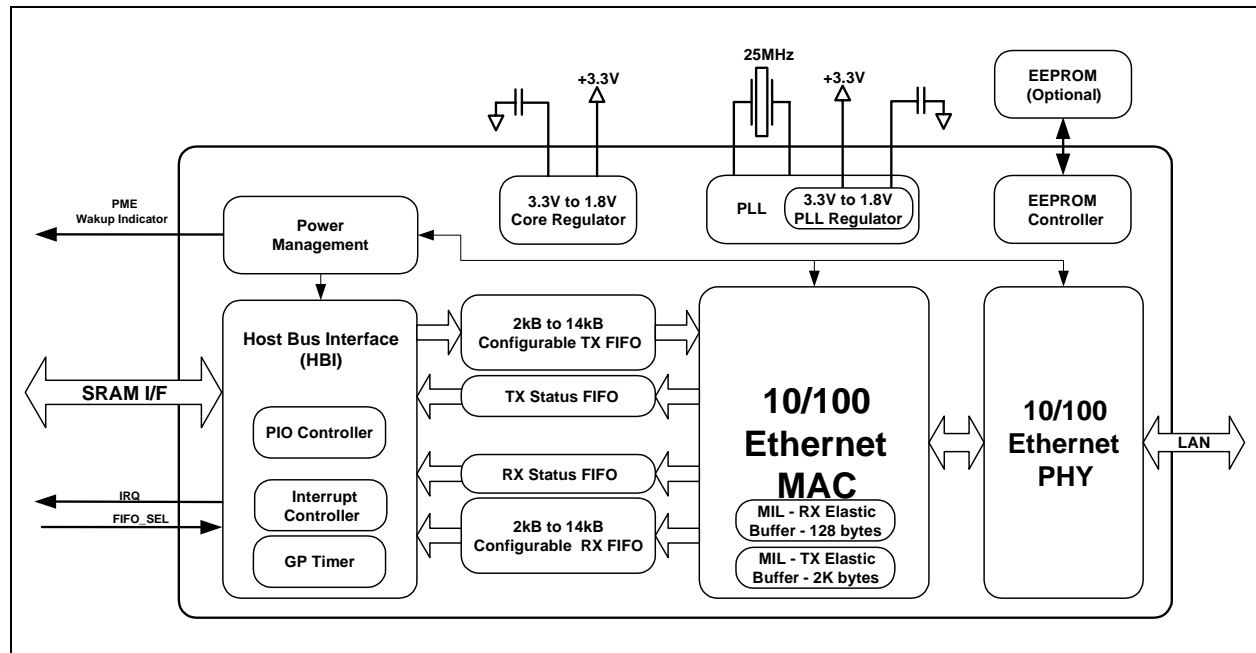 25MHz
+3.3V
+3.3V
EEPROM
(Optional)
PME
Wakup Indicator
Power
Management
3.3V to 1.8V
Core Regulator
PLL
3.3V to 1.8V
PLL Regulator
EEPROM
Controller
Host Bus Interface
(HBI)
2kB to 14kB
Configurable TX FIFO
SRAM I/F
TX Status FIFO
PIO Controller
10/100
Ethernet
MAC
10/100
Ethernet
PHY
LAN
RX Status FIFO
IRQ
Interrupt
Controller
FIFO_SEL
2kB to 14kB
Configurable RX FIFO
MIL - RX Elastic
Buffer - 128 bytes
GP Timer
MIL - TX Elastic
Buffer - 2K bytes